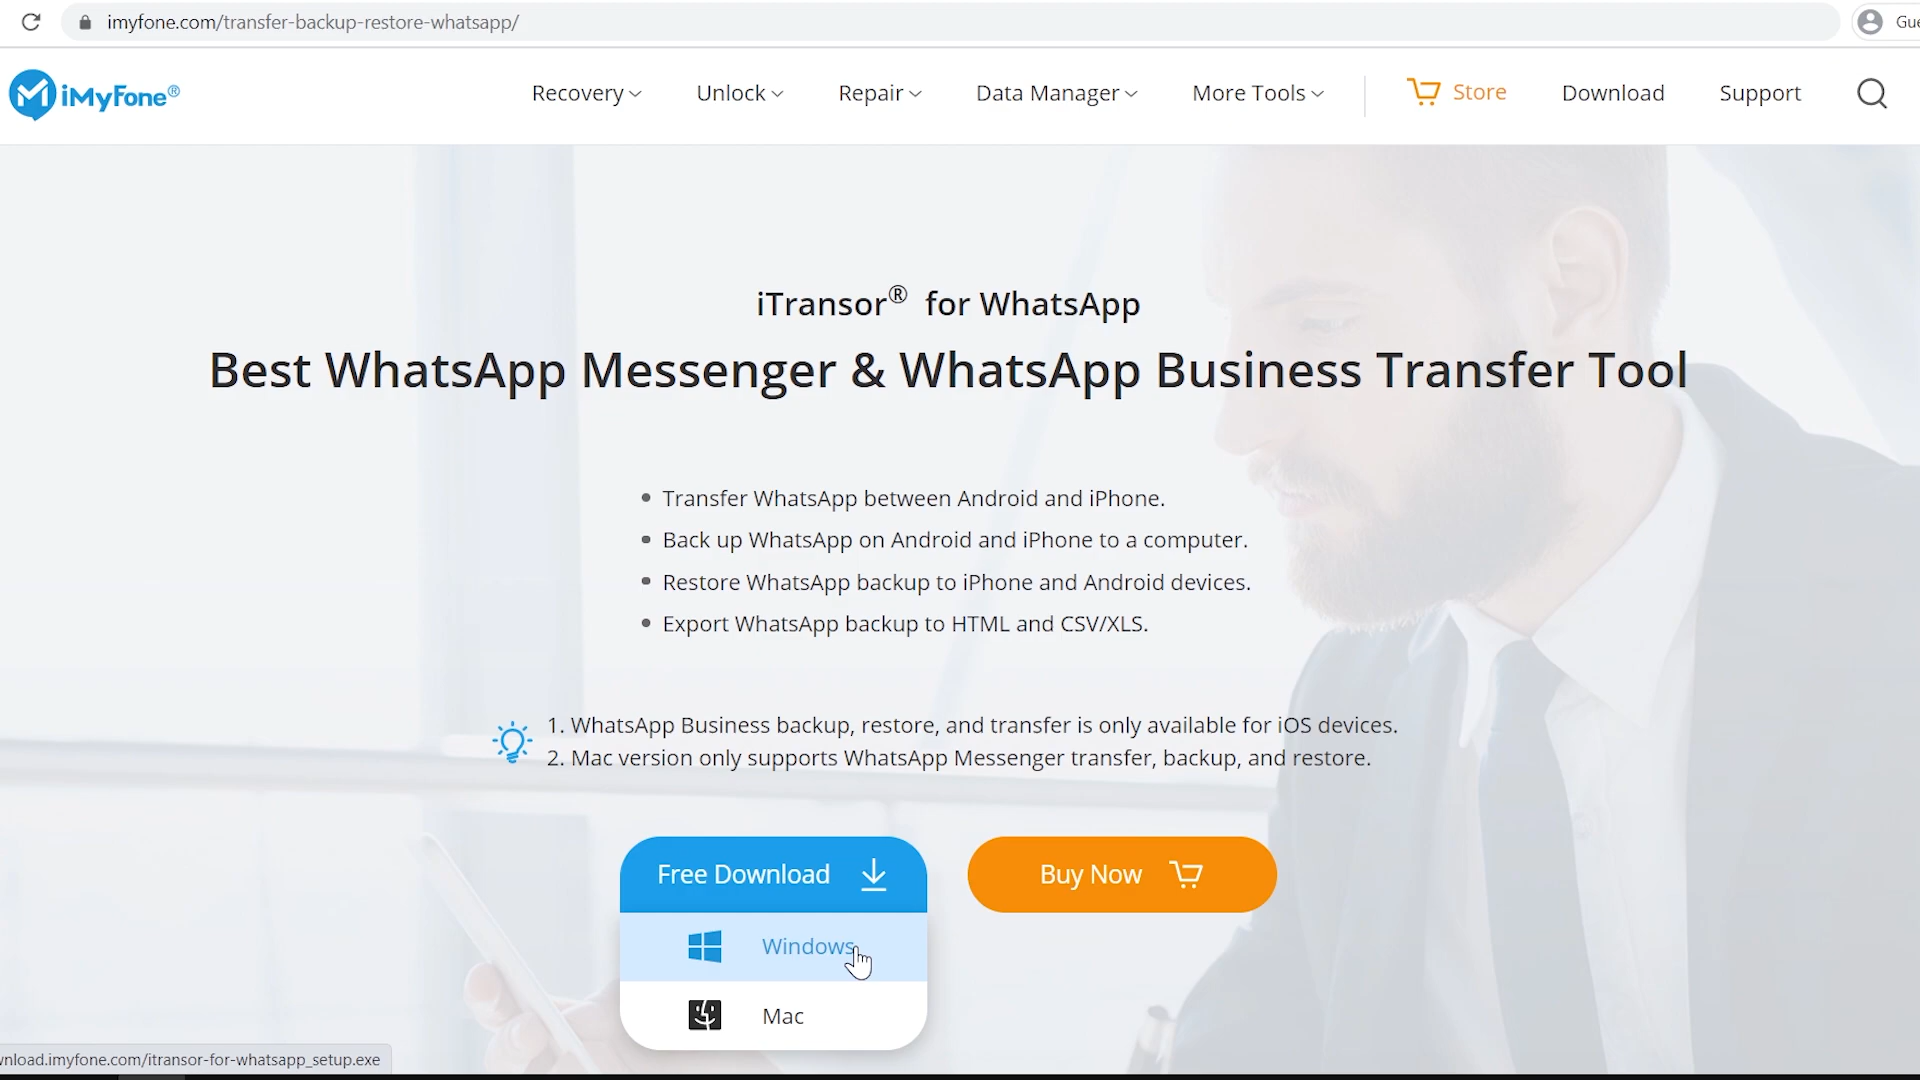 imyfone.com/transfer-backup-restore-whatsapp/
iMyFone®
Recovery
Unlock
Repair
Data Manager
More Tools
Store
Download
Support
iTransor® for WhatsApp
Best WhatsApp Messenger & WhatsApp Business Transfer Tool
• Transfer WhatsApp between Android and iPhone.
• Back up WhatsApp on Android and iPhone to a computer.
• Restore WhatsApp backup to iPhone and Android devices.
• Export WhatsApp backup to HTML and CSV/XLS.
1. WhatsApp Business backup, restore, and transfer is only available for iOS devices.
2. Mac version only supports WhatsApp Messenger transfer, backup, and restore.
Free Download
Buy Now
Windows
Mac
wnload.imyfone.com/itransor-for-whatsapp_setup.exe